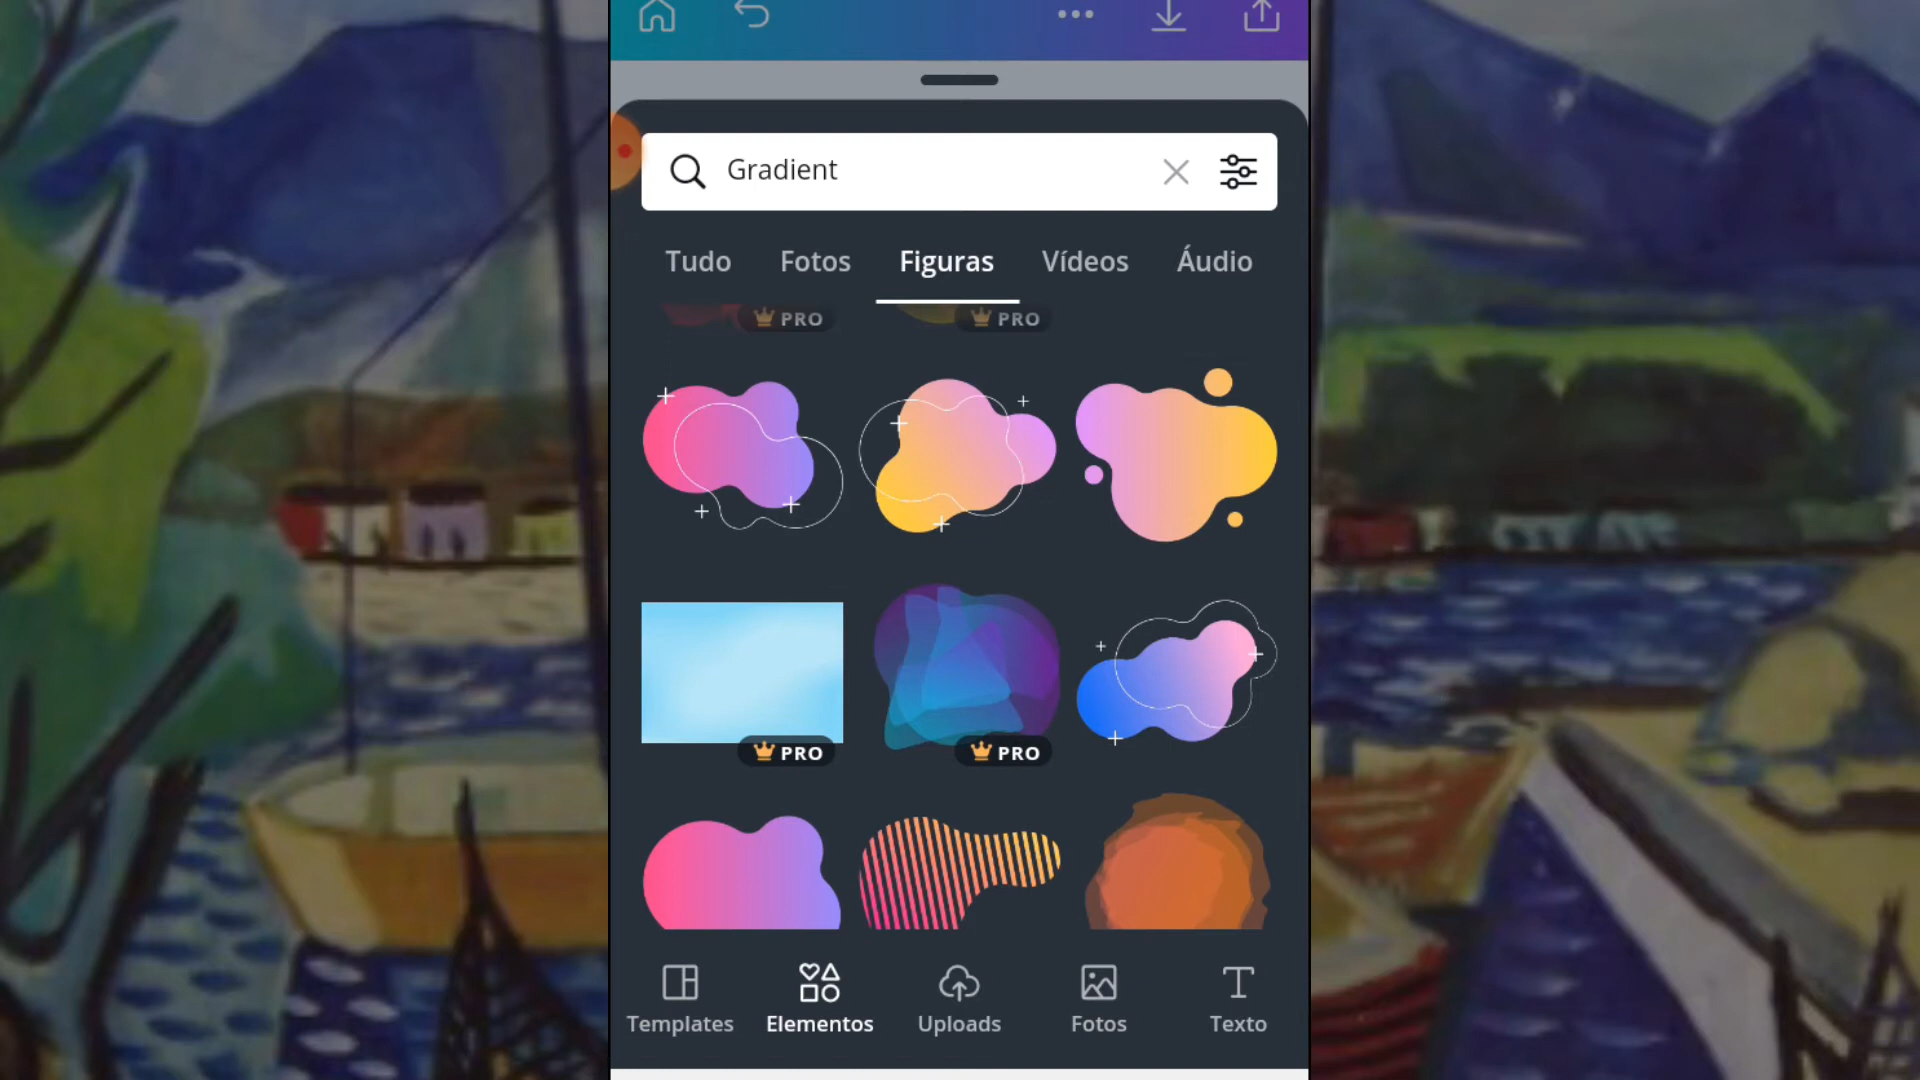 Gradient
Tudo Fotos Figuras Vídeos Áudio
PRO PRO
PRO PRO
Templates Elementos Uploads Fotos Texto